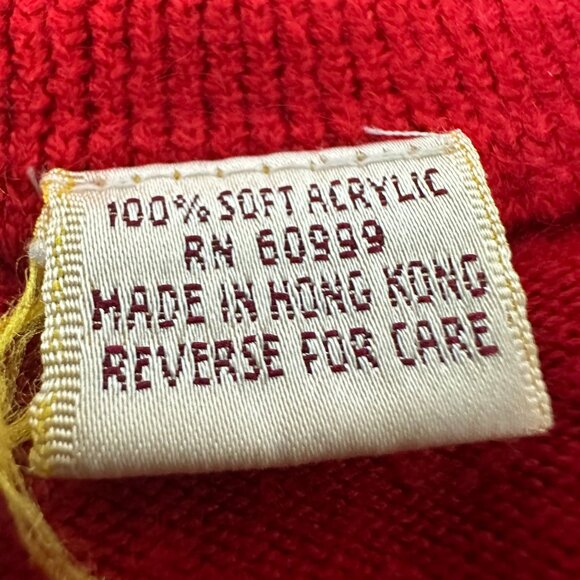 100% SOFT ACRYLIC
RN 60999
MADE IN HONG KONG
REVERSE FOR CARE